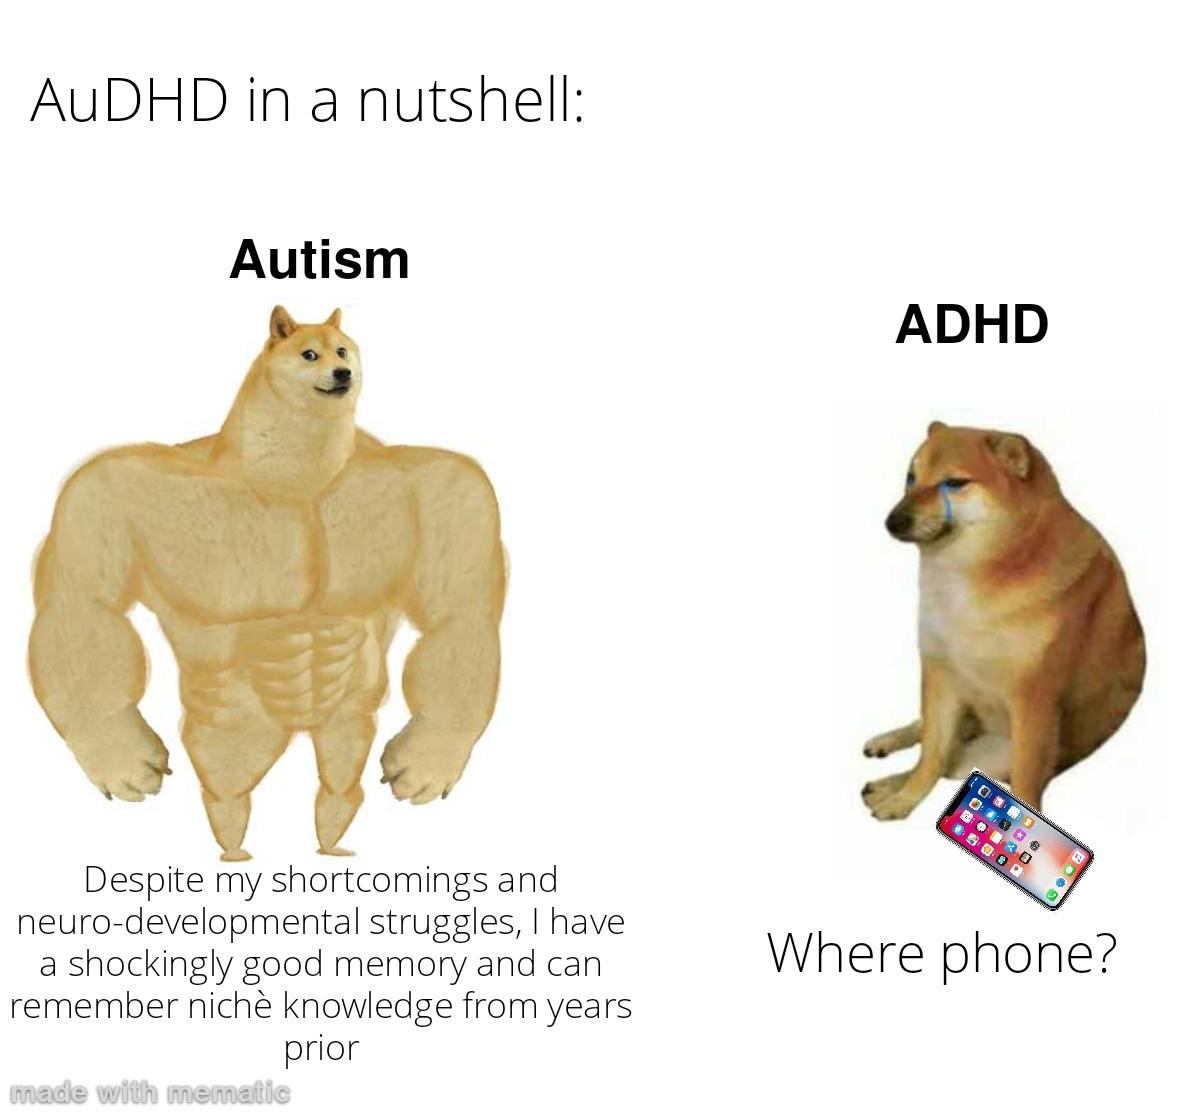 AuDHD in a nutshell:
Autism
ADHD
Despite my shortcomings and
neuro-developmental struggles, I have
a shockingly good memory and can
remember nichè knowledge from years
prior
Where phone?
made with mematic